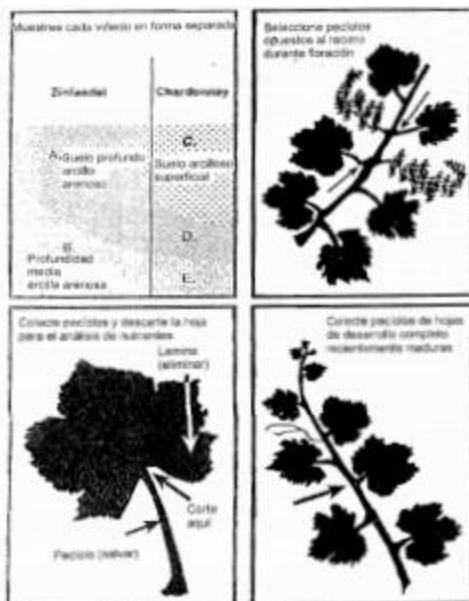 Muestree cada viñedo en forma separada
Zinfandel
Chardonnay
A. Suelo profundo
arcillo
arenoso
B.
Profundidad
media
arcilla arenosa
C.
Suelo arcilloso
superficial
D.
E.
Seleccione pecíolos
opuestos al racimo
durante floración
Colecte pecíolos y descarte la hoja
para el análisis de nutrientes
Lamina
(eliminar)
Corte
aquí
Pecíolo (salvar)
Colecte pecíolos de hojas
de desarrollo completo
recientemente maduras